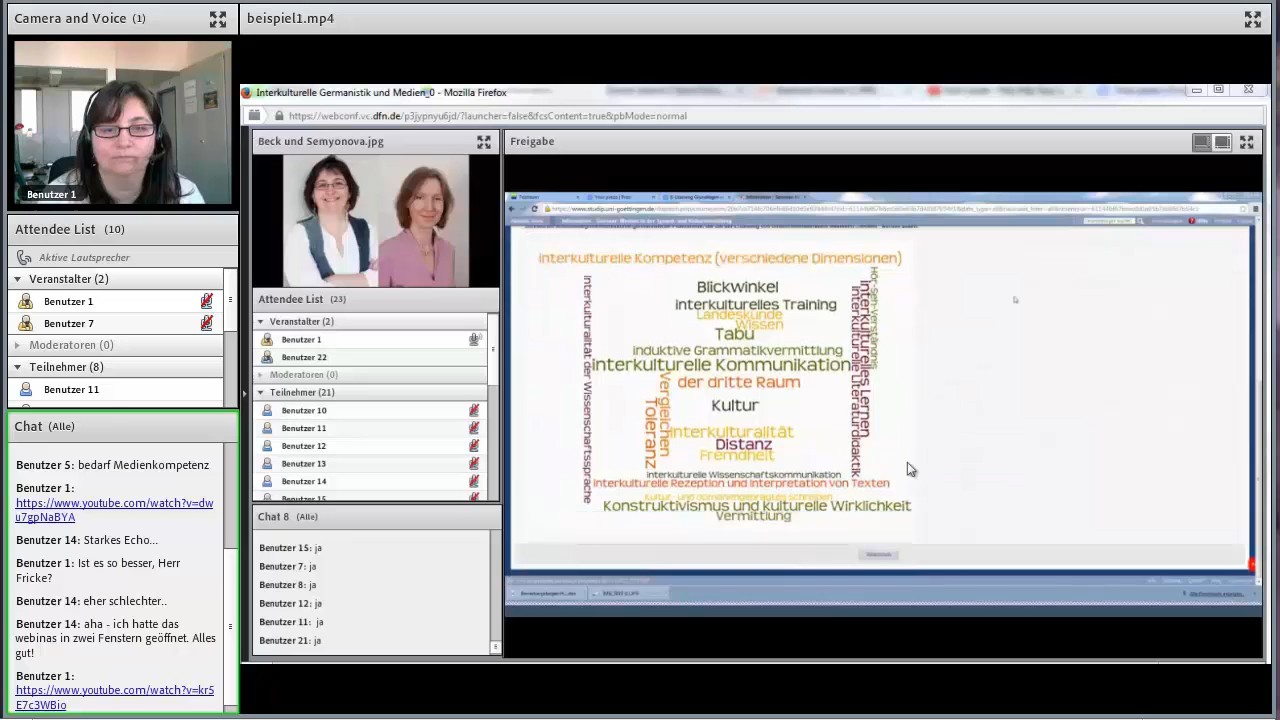 Camera and Voice (1)
Benutzer 1
Attendee List (10)
Aktive Lautsprecher
Veranstalter (2)
Benutzer 1
Benutzer 7
Moderatoren (0)
Teilnehmer (8)
Benutzer 11
Chat (Alle)
Benutzer 5: bedarf Medienkompetenz
Benutzer 1:
https://www.youtube.com/watch?v=dw
u7gpNaBYA
Benutzer 14: Starkes Echo...
Benutzer 1: Ist es so besser, Herr
Fricke?
Benutzer 14: eher schlechter..
Benutzer 14: aha - ich hatte das
webinas in zwei Fenstern geöffnet. Alles
gut!
Benutzer 1:
https://www.youtube.com/watch?v=kr5
E7c3WBio
beispiel1.mp4
Interkulturelle Germanistik und Medien_0 - Mozilla Firefox
https://webconf.vc.dfn.de/p3jypnyu6jd/?launcher=false&fcsContent=true&pbMode=normal
Beck und Semyonova.jpg
Attendee List (23)
Veranstalter (2)
Benutzer 1
Benutzer 22
Moderatoren (0)
Teilnehmer (21)
Benutzer 10
Benutzer 11
Benutzer 12
Benutzer 13
Benutzer 14
Benutzer 15
Chat 8 (Alle)
Benutzer 15: ja
Benutzer 7: ja
Benutzer 8: ja
Benutzer 12: ja
Benutzer 11: ja
Benutzer 21: ja
Freigabe
interkulturelle Kompetenz (verschiedene Dimensionen)
Interkulturalität der Wissenschaftssprache
Blickwinkel
interkulturelles Training
Landeskunde
Wissen
Tabu
induktive Grammatikvermittlung
interkulturelle Kommunikation
der dritte Raum
Vergleichen
Toleranz
Kultur
Interkulturalität
Distanz
Fremdheit
interkulturelle Literaturdidaktik
interkulturelles Lernen
Hör-Seh-Verständnis
interkulturelle Wissenschaftskommunikation
interkulturelle Rezeption und Interpretation von Texten
Konstruktivismus und kulturelle Wirklichkeit
Vermittlung